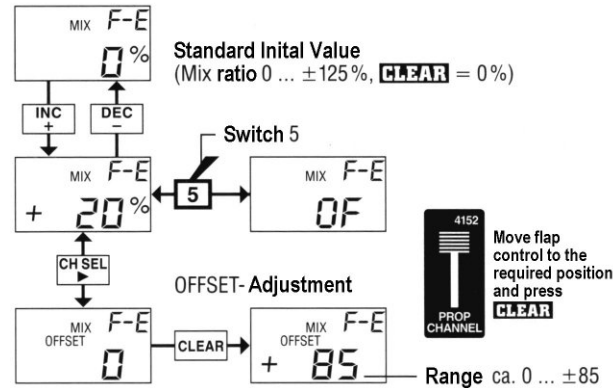 MIX F-E
0%
Standard Inital Value
(Mix ratio 0 ... ±125%, CLEAR = 0%)
INC
+
DEC
–
Switch 5
MIX F-E
+ 20%
5
MIX F-E
OF
CH SEL
▶
OFFSET- Adjustment
4152
PROP
CHANNEL
Move flap
control to the
required position
and press
CLEAR
MIX F-E
OFFSET
0
CLEAR
MIX F-E
OFFSET
+ 85
Range ca. 0 ... ±85